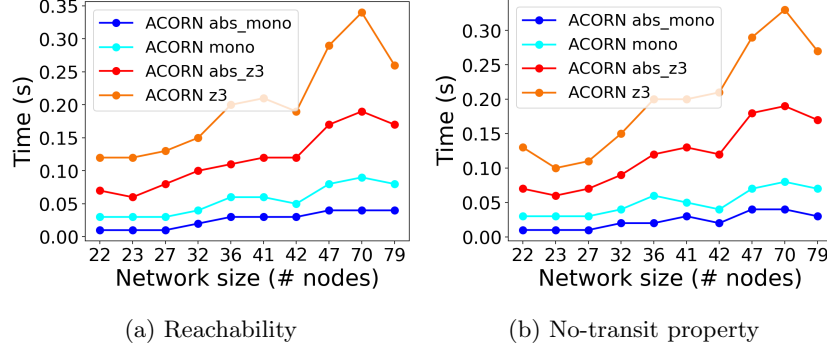 0.35
0.30
0.25
0.20
0.15
0.10
0.05
0.00
Time (s)
ACORN abs_mono
ACORN mono
ACORN abs_z3
ACORN z3
22 23 27 32 36 41 42 47 70 79
Network size (# nodes)
(a) Reachability
0.30
0.25
0.20
0.15
0.10
0.05
0.00
Time (s)
ACORN abs_mono
ACORN mono
ACORN abs_z3
ACORN z3
22 23 27 32 36 41 42 47 70 79
Network size (# nodes)
(b) No-transit property